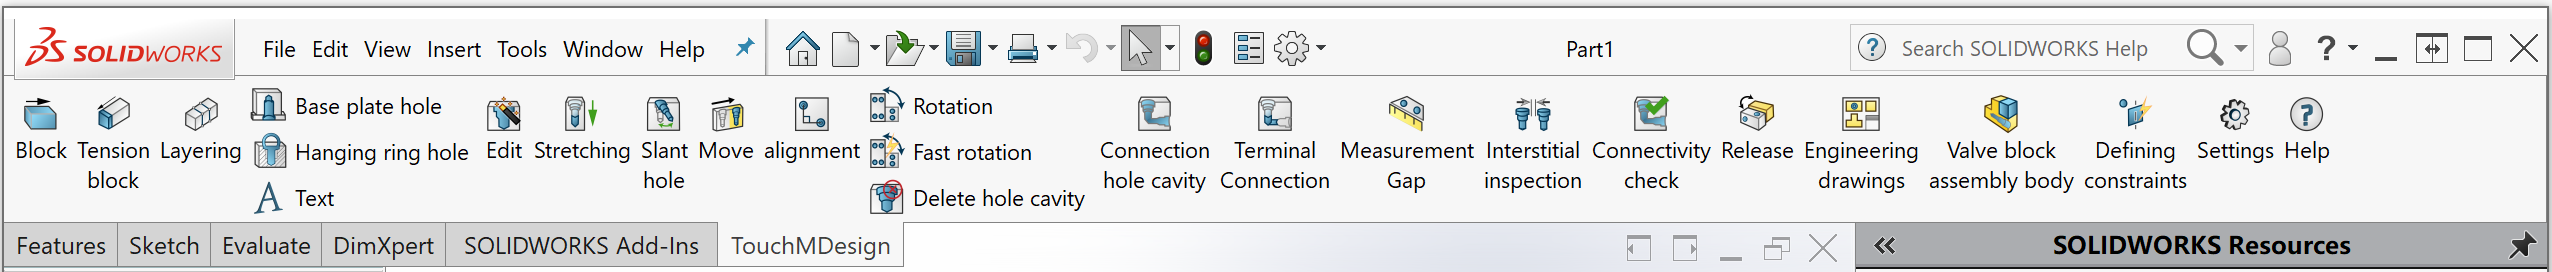 SOLIDWORKS File Edit View Insert Tools Window Help Part1 Search SOLIDWORKS Help ?
Block
Tension
block
Layering
Base plate hole
Hanging ring hole
Text
Edit
Stretching
Slant
hole
Move
alignment
Rotation
Fast rotation
Delete hole cavity
Connection
hole cavity
Terminal
Connection
Measurement
Gap
Interstitial
inspection
Connectivity
check
Release
Engineering
drawings
Valve block
assembly body
Defining
constraints
Settings
Help
Features Sketch Evaluate DimXpert SOLIDWORKS Add-Ins TouchMDesign
SOLIDWORKS Resources